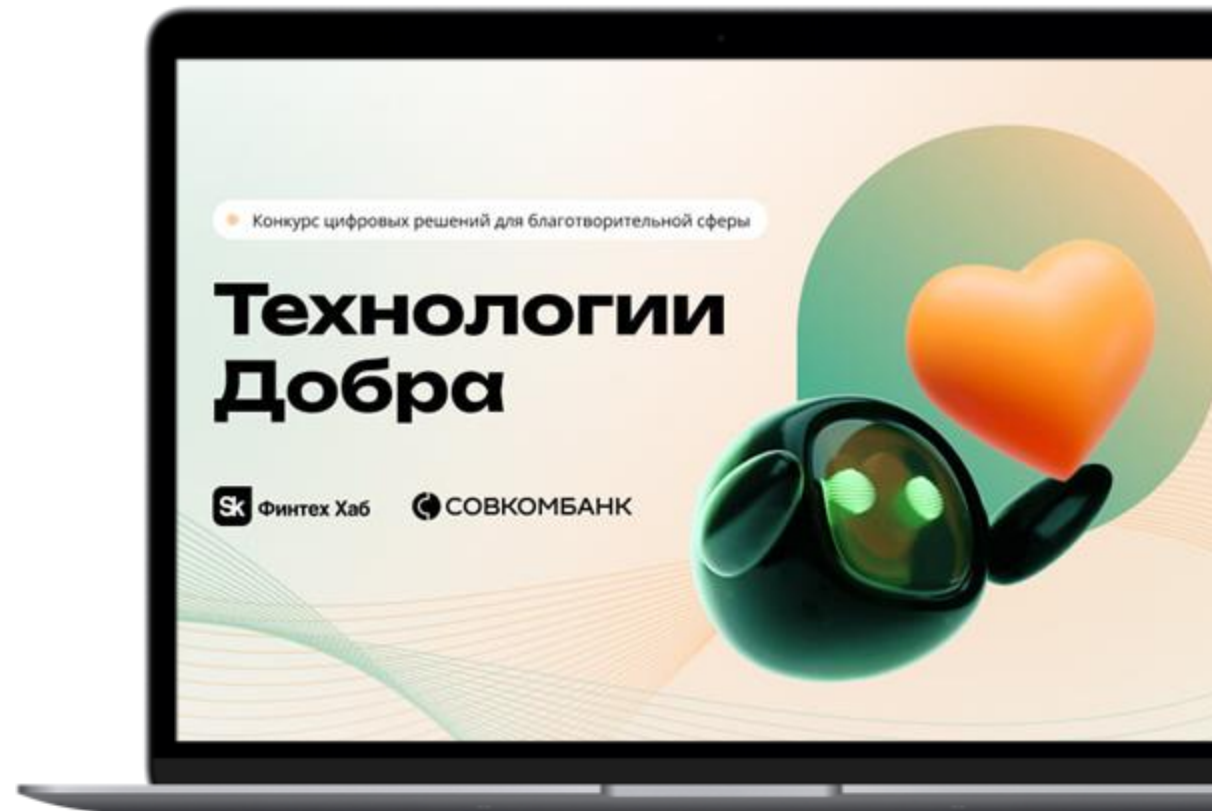 Конкурс цифровых решений для благотворительной сферы
Технологии
Добра
Sk Финтех Хаб СОВКОМБАНК